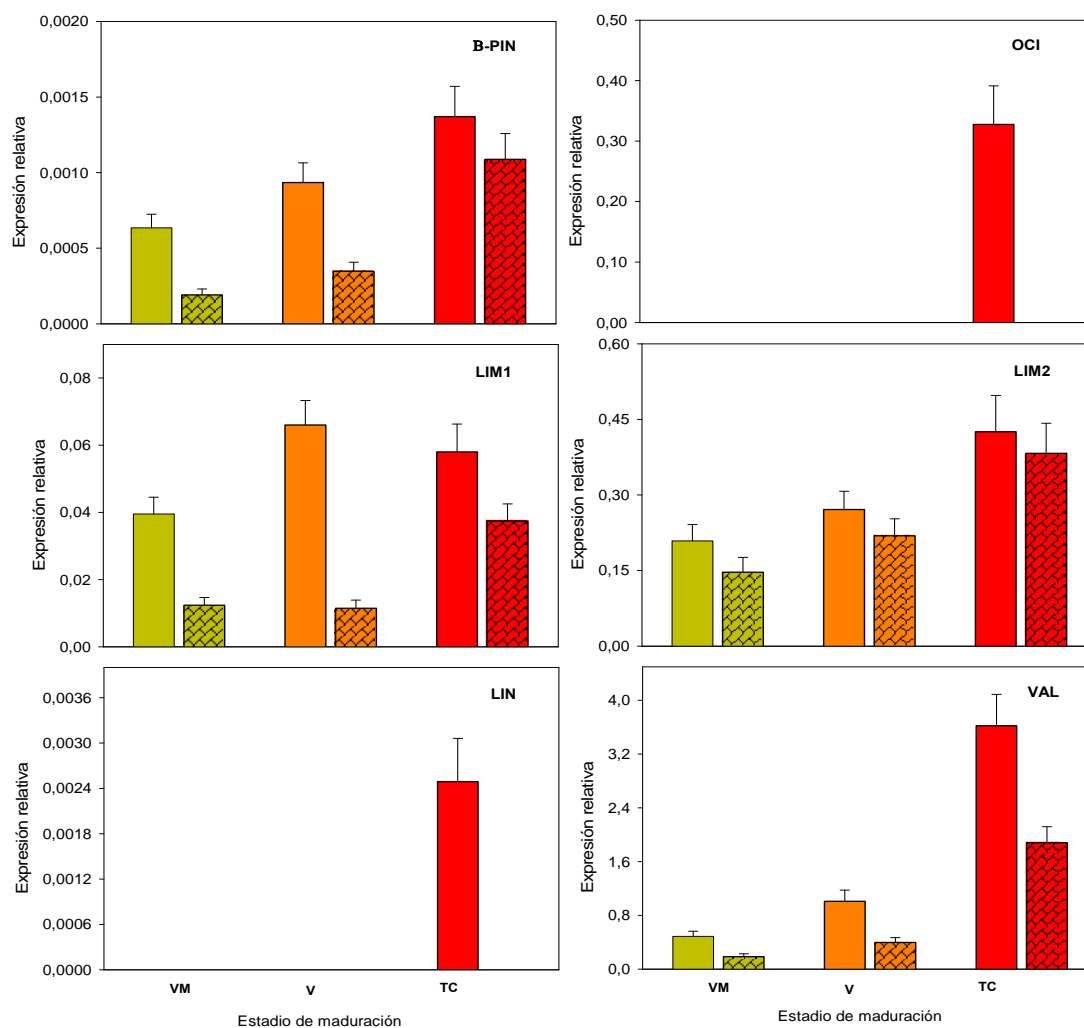 B-PIN
Expresión relativa
0,0020
0,0015
0,0010
0,0005
0,0000
OCI
Expresión relativa
0,50
0,40
0,30
0,20
0,10
0,00
LIM1
Expresión relativa
0,08
0,06
0,04
0,02
0,00
LIM2
Expresión relativa
0,60
0,45
0,30
0,15
0,00
LIN
Expresión relativa
0,0036
0,0030
0,0024
0,0018
0,0012
0,0006
0,0000
VM V TC
Estadio de maduración
VAL
Expresión relativa
4,0
3,2
2,4
1,6
0,8
0,0
VM V TC
Estadio de maduración